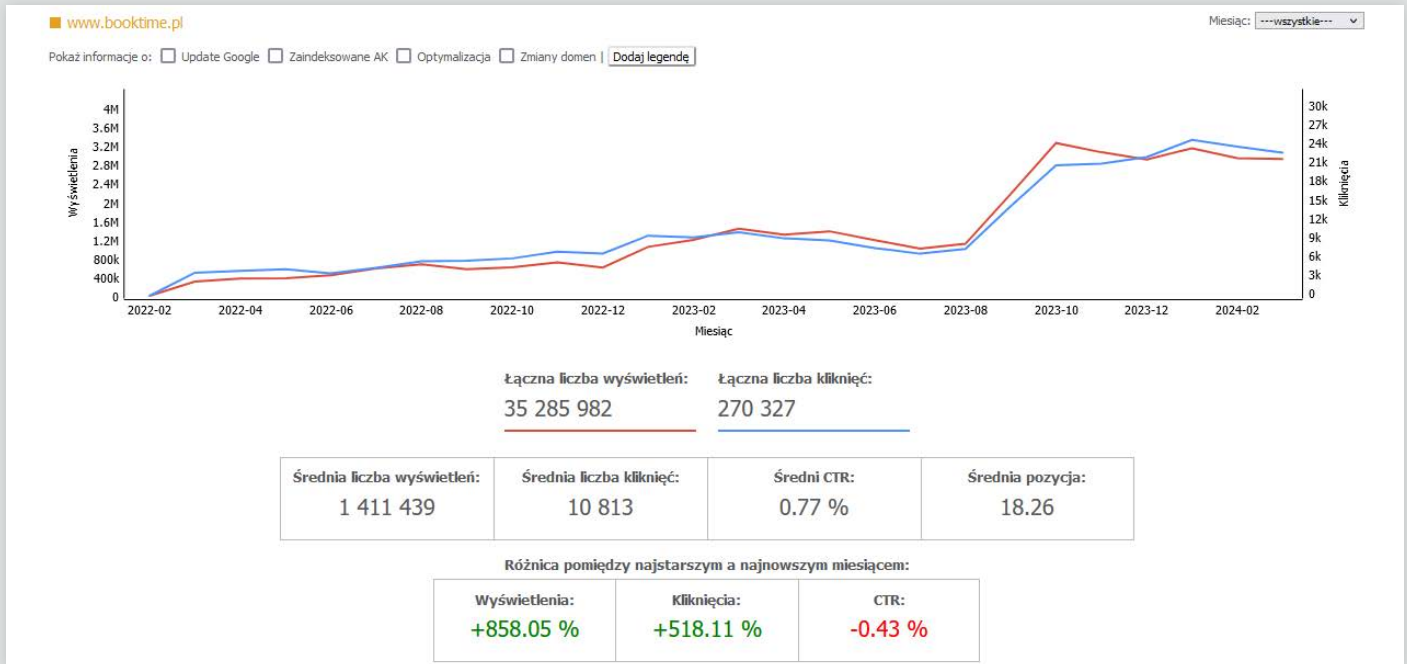 www.booktime.pl
Miesiąc: ---wszystkie---
Pokaż informacje o: Update Google Zaindeksowane AK Optymalizacja Zmiany domen | Dodaj legendę
4M
3.6M
3.2M
2.8M
2.4M
2M
1.6M
1.2M
800k
400k
0
Wyświetlenia
30k
27k
24k
21k
18k
15k
12k
9k
6k
3k
0
Kliknięcia
2022-02 2022-04 2022-06 2022-08 2022-10 2022-12 2023-02 2023-04 2023-06 2023-08 2023-10 2023-12 2024-02
Miesiąc
Łączna liczba wyświetleń: Łączna liczba kliknięć:
35 285 982 270 327
Średnia liczba wyświetleń: Średnia liczba kliknięć: Średni CTR: Średnia pozycja:
1 411 439 10 813 0.77 % 18.26
Różnica pomiędzy najstarszym a najnowszym miesiącem:
Wyświetlenia: Kliknięcia: CTR:
+858.05 % +518.11 % -0.43 %